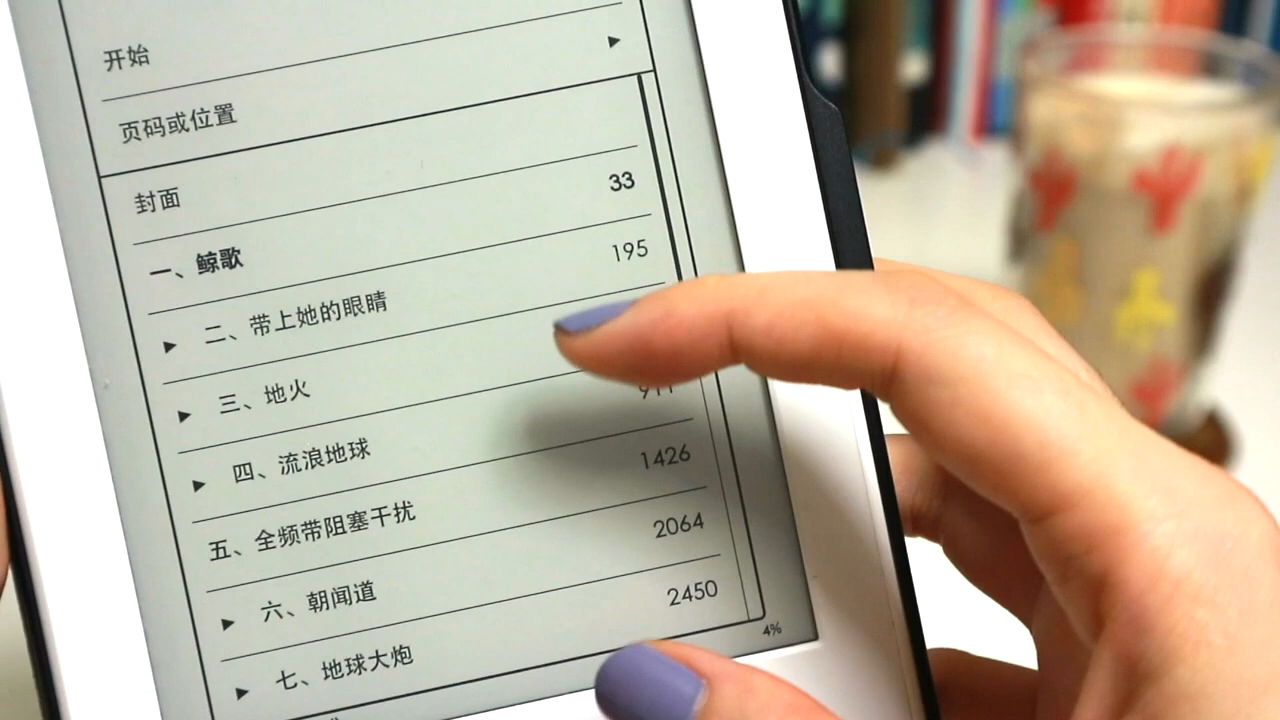 开始
页码或位置
封面
一、鲸歌 33
二、带上她的眼睛 195
三、地火
四、流浪地球
五、全频带阻塞干扰 1426
六、朝闻道 2064
七、地球大炮 2450
4%